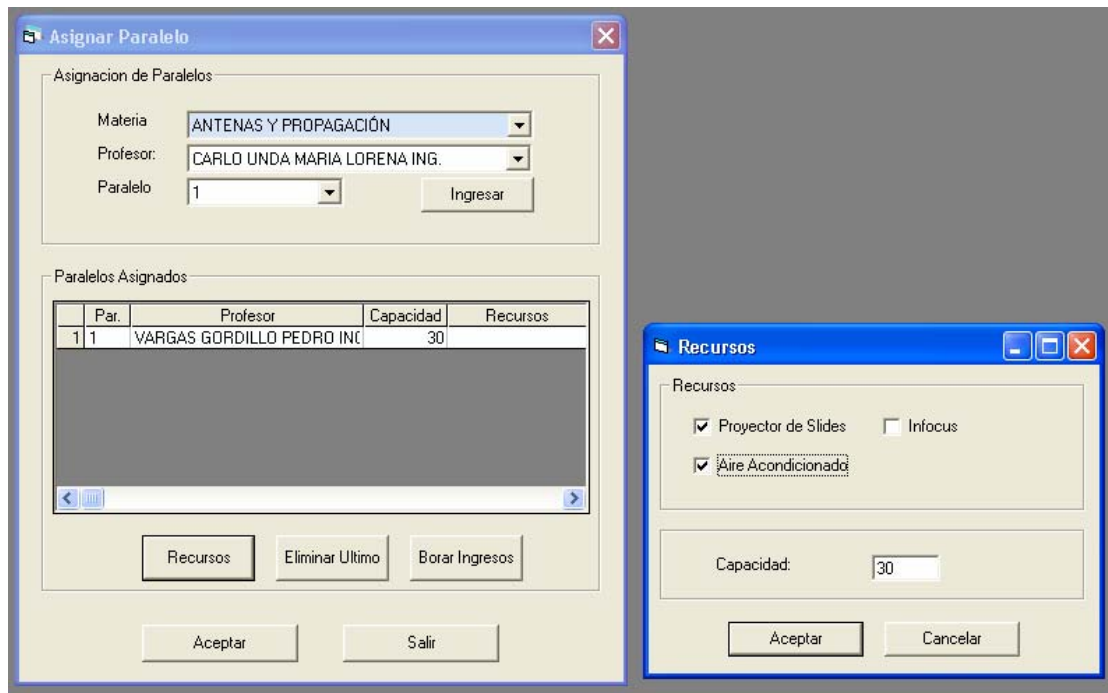 Asignar Paralelo
Asignacion de Paralelos
Materia ANTENAS Y PROPAGACIÓN
Profesor: CARLO UNDA MARIA LORENA ING.
Paralelo 1 Ingresar
Paralelos Asignados
Par. Profesor Capacidad Recursos
1 1 VARGAS GORDILLO PEDRO ING 30
Recursos Eliminar Ultimo Borar Ingresos
Aceptar Salir
Recursos
Recursos
Proyector de Slides Infocus
Aire Acondicionado
Capacidad: 30
Aceptar Cancelar